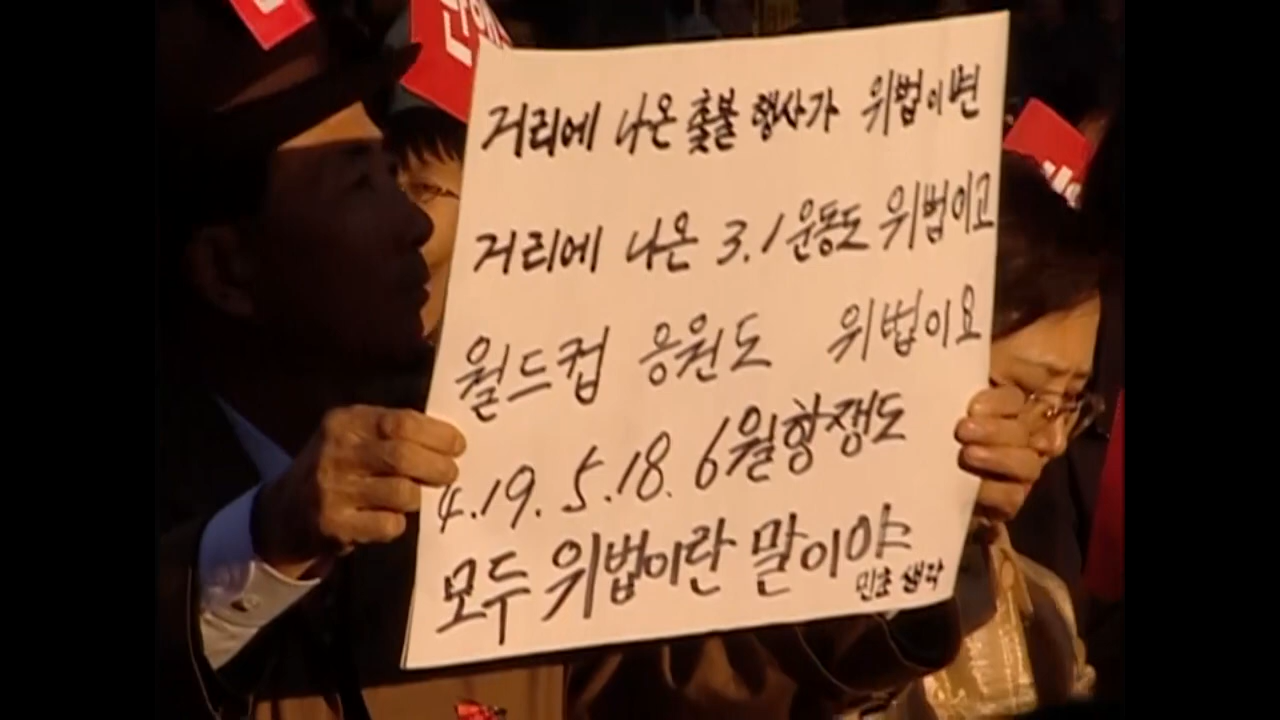 거리에 나온 촛불 행사가 위법이면
거리에 나온 3.1 운동도 위법이고
월드컵 응원도 위법이요
4.19. 5.18. 6월항쟁도
모두 위법이란 말이야
민초 생각